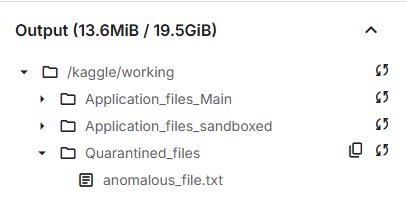 Output (13.6MiB / 19.5GiB)
/kaggle/working
Application_files_Main
Application_files_sandboxed
Quarantined_files
anomalous_file.txt